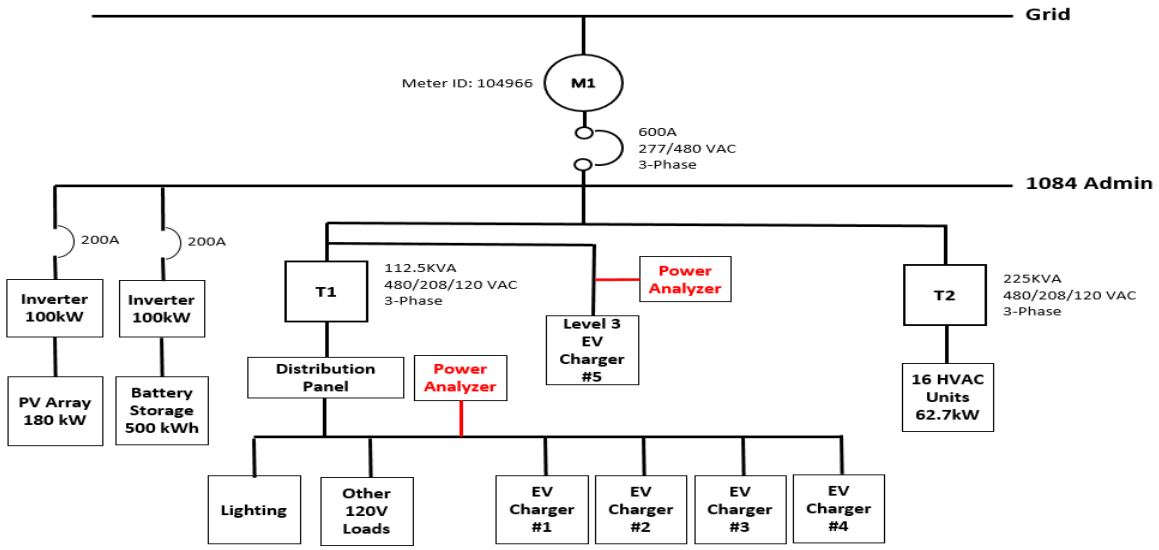 Grid
Meter ID: 104966
M1
600A
277/480 VAC
3-Phase
1084 Admin
200A
200A
Inverter
100kW
Inverter
100kW
PV Array
180 kW
Battery
Storage
500 kWh
T1
112.5KVA
480/208/120 VAC
3-Phase
Power
Analyzer
Level 3
EV
Charger
#5
T2
225KVA
480/208/120 VAC
3-Phase
16 HVAC
Units
62.7kW
Distribution
Panel
Power
Analyzer
Lighting
Other
120V
Loads
EV
Charger
#1
EV
Charger
#2
EV
Charger
#3
EV
Charger
#4